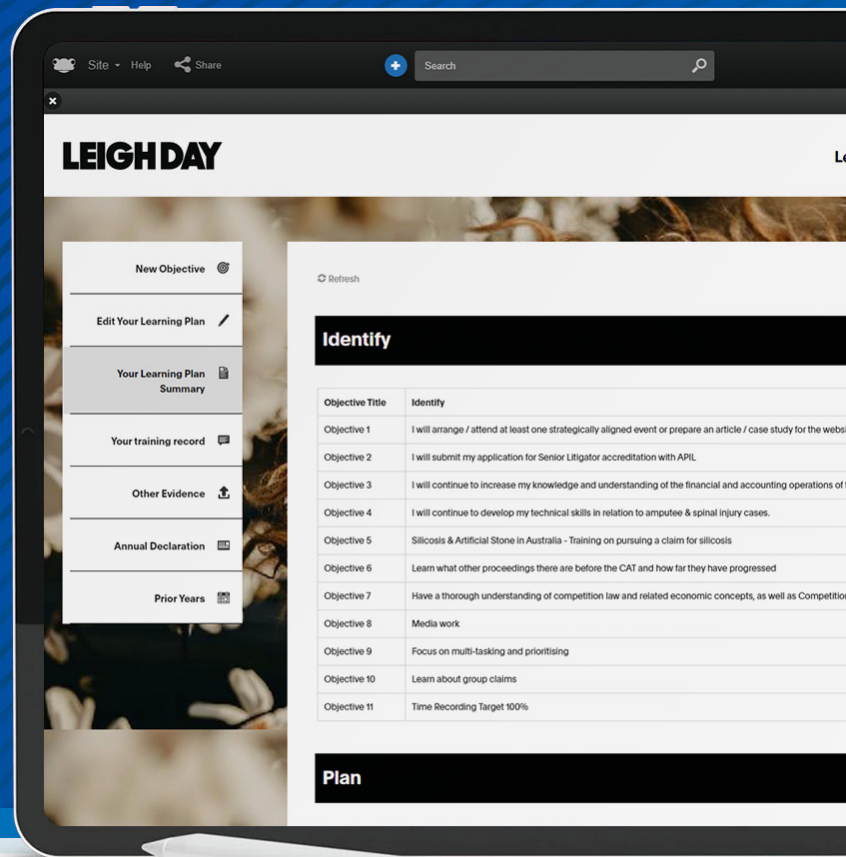 Site Help Share Search
LEIGH DAY
New Objective
Edit Your Learning Plan
Your Learning Plan
Summary
Your training record
Other Evidence
Annual Declaration
Prior Years
Refresh
Identify
Objective Title Identify
Objective 1 I will arrange / attend at least one strategically aligned event or prepare an article / case study for the
Objective 2 I will submit my application for Senior Litigator accreditation with APIL
Objective 3 I will continue to increase my knowledge and understanding of the financial and accounting operations of
Objective 4 I will continue to develop my technical skills in relation to amputee & spinal injury cases.
Objective 5 Silicosis & Artificial Stone in Australia - Training on pursuing a claim for silicosis
Objective 6 Learn what other proceedings there are before the CAT and how far they have progressed
Objective 7 Have a thorough understanding of competition law and related economic concepts, as well as
Objective 8 Media work
Objective 9 Focus on multi-tasking and prioritising
Objective 10 Learn about group claims
Objective 11 Time Recording Target 100%
Plan